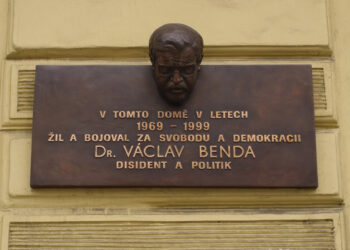 V TOMTO DOMĚ V LETECH
1969 – 1999
ŽIL A BOJOVAL ZA SVOBODU A DEMOKRACII
DR. VÁCLAV BENDA
DISIDENT A POLITIK